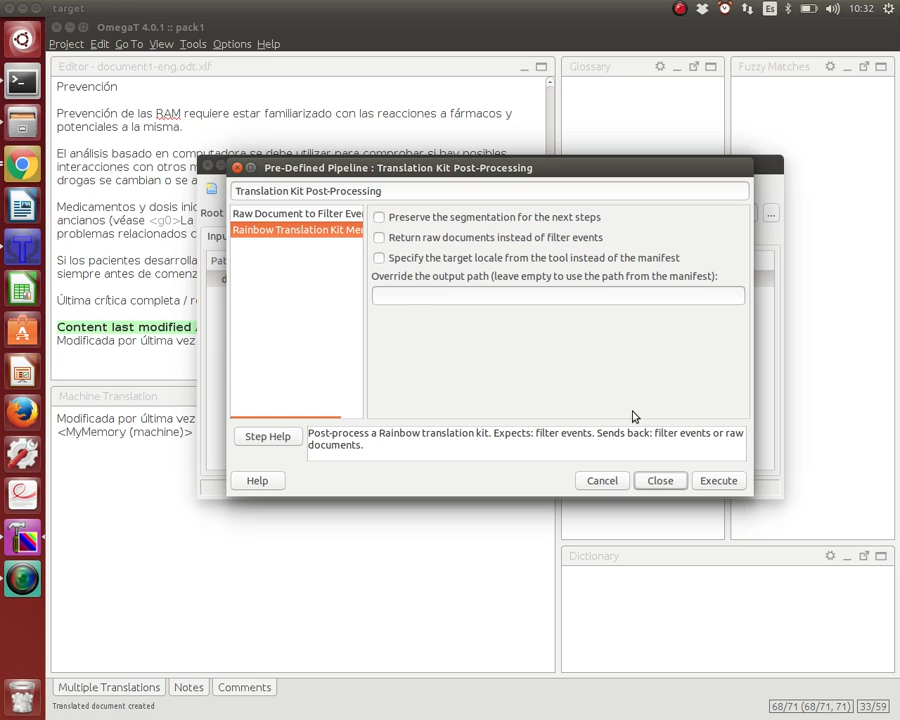 target
Es
10:32
OmegaT 4.0.1 :: pack1
Project Edit Go To View Tools Options Help
Editor - document1-eng.odt.xlf
Glossary
Fuzzy Matches
Prevención
Prevención de las RAM requiere estar familiarizado con las reacciones a fármacos y
potenciales a la misma.
El análisis basado en computadora se debe utilizar para comprobar si hay posibles
interacciones con otros m
drogas se cambian o se a
Medicamentos y dosis inic
ancianos (véase <g0>La
problemas relacionados c
Si los pacientes desarrolla
siempre antes de comenz
Última crítica completa / re
Content last modified
Modificada por última vez
Root
Inpu
Pat
d
...
Pre-Defined Pipeline : Translation Kit Post-Processing
Translation Kit Post-Processing
Raw Document to Filter Ever
Rainbow Translation Kit Mer
Preserve the segmentation for the next steps
Return raw documents instead of filter events
Specify the target locale from the tool instead of the manifest
Override the output path (leave empty to use the path from the manifest):
Step Help
Post-process a Rainbow translation kit. Expects: filter events. Sends back: filter events or raw
documents.
Help
Cancel
Close
Execute
Machine Translation
Modificada por última vez
<MyMemory (machine)>
Dictionary
Multiple Translations
Notes
Comments
Translated document created
68/71 (68/71, 71)
33/59